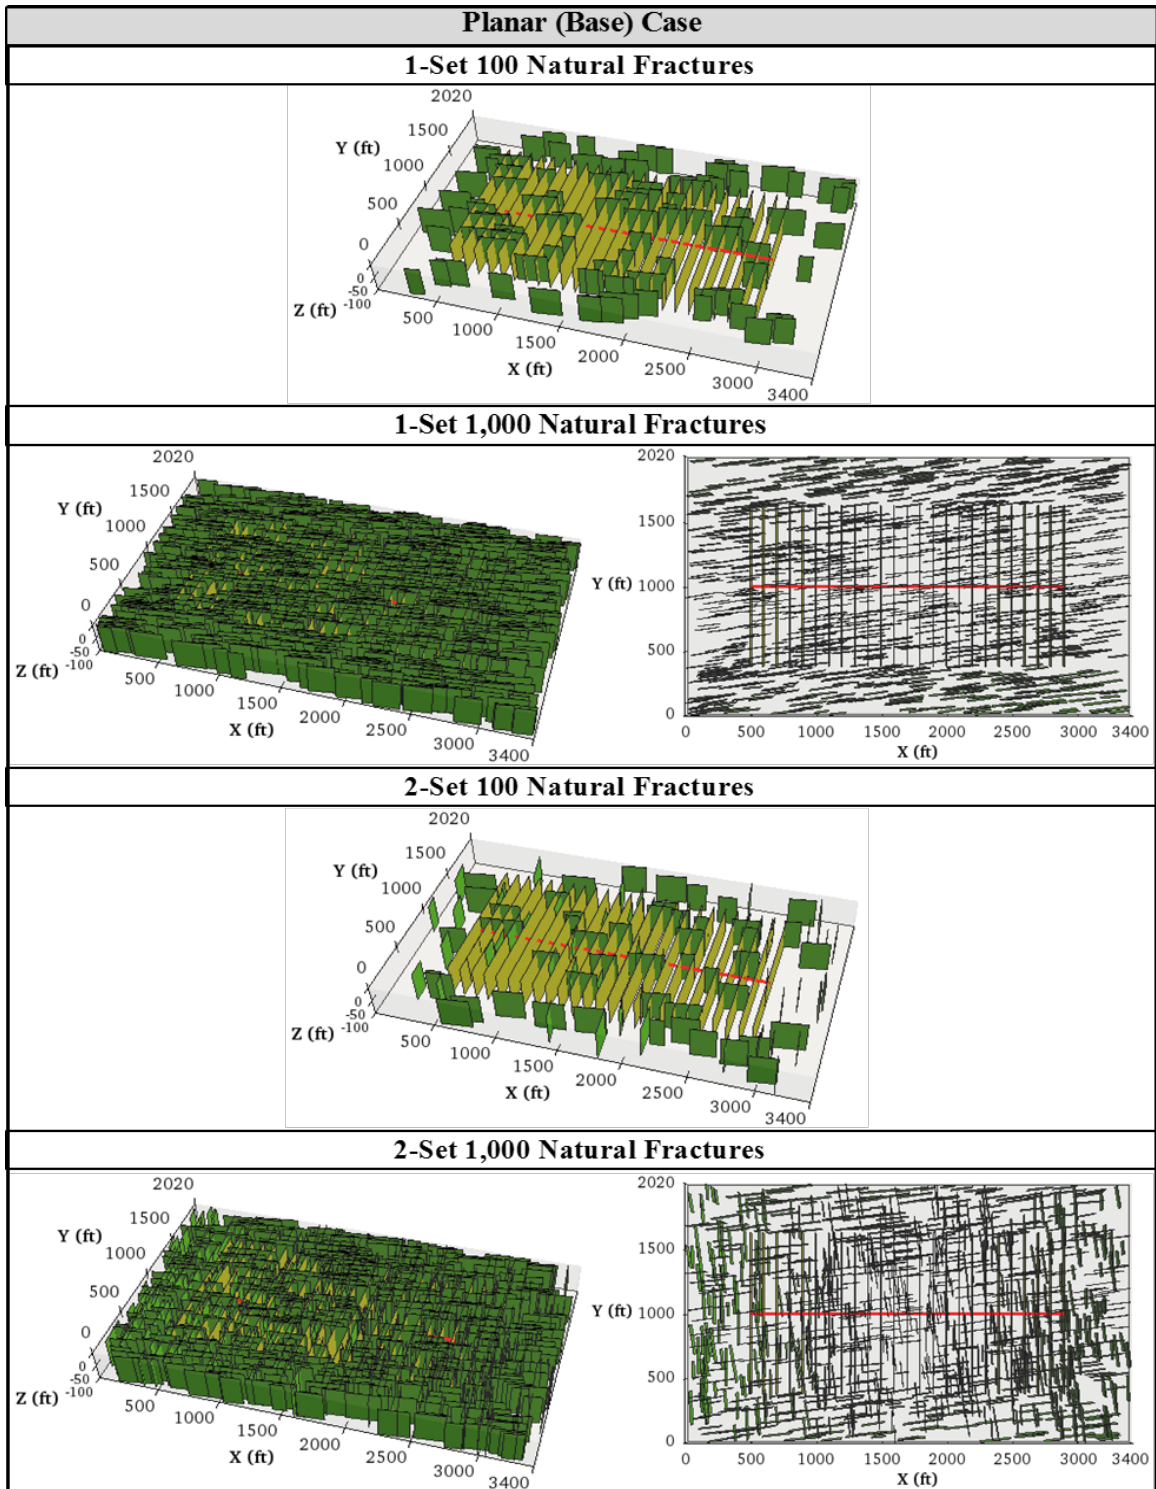 Planar (Base) Case
1-Set 100 Natural Fractures
2020
1500
Y (ft)
1000
500
0
0
-50
-100
Z (ft)
500
1000
1500
2000
2500
3000
3400
X (ft)
1-Set 1,000 Natural Fractures
2020
1500
Y (ft)
1000
500
0
0
-50
-100
Z (ft)
500
1000
1500
2000
2500
3000
3400
X (ft)
2020
1500
Y (ft) 1000
500
0
0 500 1000 1500 2000 2500 3000 3400
X (ft)
2-Set 100 Natural Fractures
2020
1500
Y (ft)
1000
500
0
0
-50
-100
Z (ft)
500
1000
1500
2000
2500
3000
3400
X (ft)
2-Set 1,000 Natural Fractures
2020
1500
Y (ft)
1000
500
0
0
-50
-100
Z (ft)
500
1000
1500
2000
2500
3000
3400
X (ft)
2020
1500
Y (ft) 1000
500
0
0 500 1000 1500 2000 2500 3000 3400
X (ft)